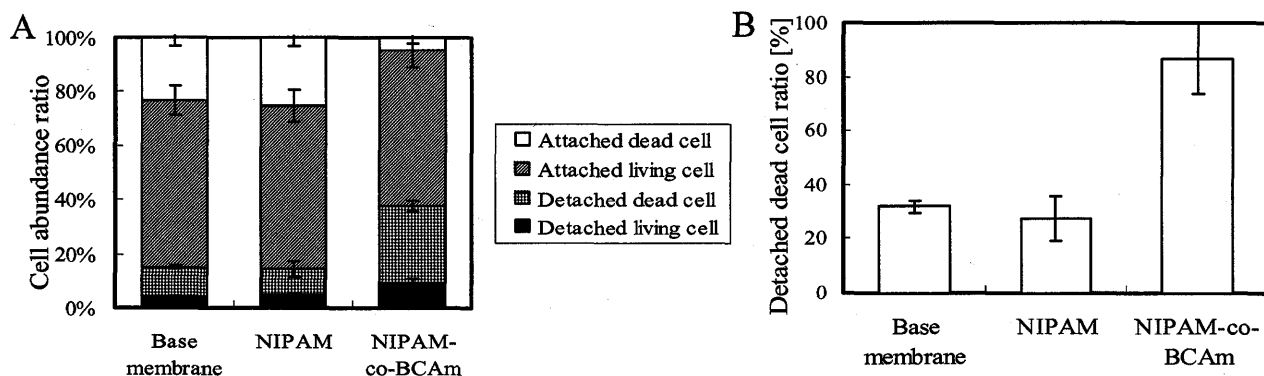 A
Cell abundance ratio
100%
80%
60%
40%
20%
0%
Base
membrane
NIPAM
NIPAM-
co-BCAm
Attached dead cell
Attached living cell
Detached dead cell
Detached living cell
B
Detached dead cell ratio [%]
100
80
60
40
20
0
Base
membrane
NIPAM
NIPAM-co-
BCAm